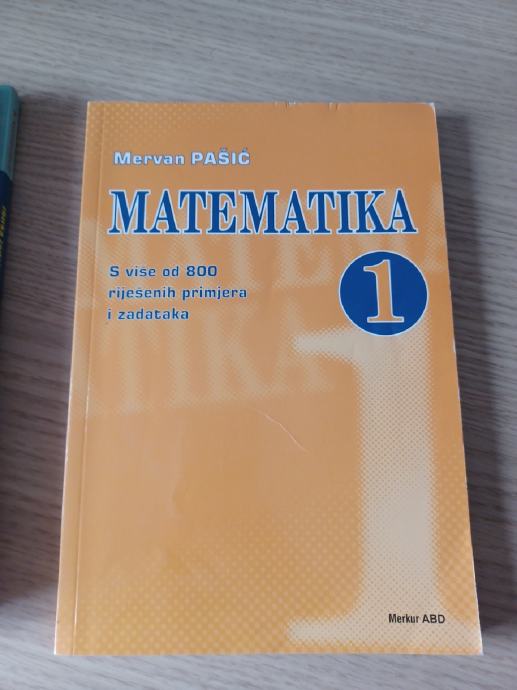 Mervan PAŠIĆ
MATEMATIKA
1
S više od 800
riješenih primjera
i zadataka
Merkur ABD